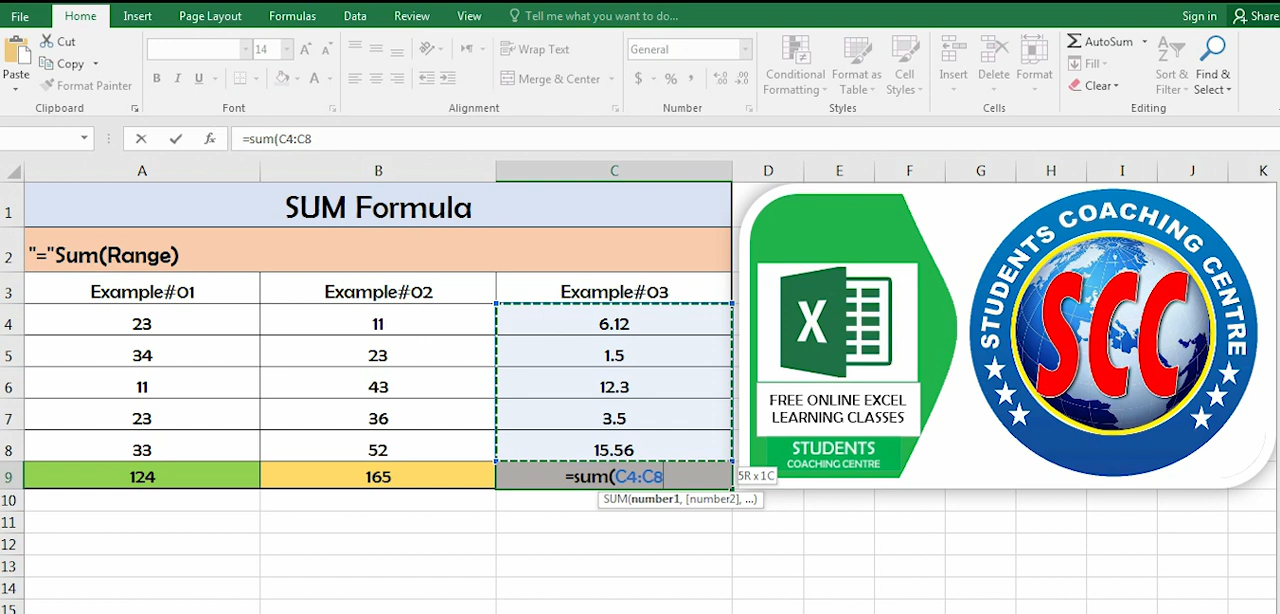 File Home Insert Page Layout Formulas Data Review View Tell me what you want to do... Sign in Share
Paste
Cut
Copy
Format Painter
Clipboard
14 A A
B I U A
Font
Wrap Text
Merge & Center
Alignment
General
$ % , .0 .00
Number
Conditional Formatting
Format as Table
Cell Styles
Styles
Insert Delete Format
Cells
AutoSum
Fill
Clear
Sort & Filter
Find & Select
Editing
fx =sum(C4:C8
A B C D E F G H I J K
1 SUM Formula
2 "="Sum(Range)
3 Example#01 Example#02 Example#03
4 23 11 6.12
5 34 23 1.5
6 11 43 12.3
7 23 36 3.5
8 33 52 15.56
9 124 165 =sum(C4:C8
5R x 1C
SUM(number1, [number2], ...)
10
11
12
13
14
15
X
FREE ONLINE EXCEL
LEARNING CLASSES
STUDENTS
COACHING CENTRE
STUDENTS COACHING CENTRE
SCC